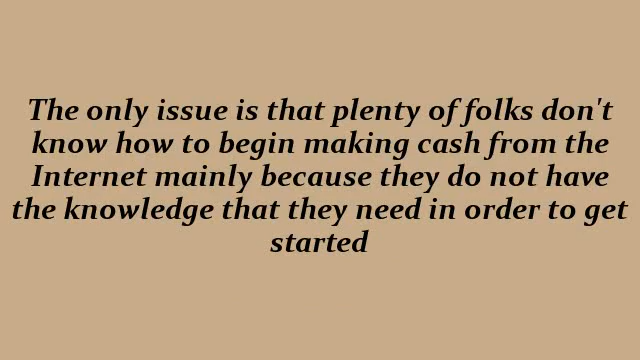 The only issue is that plenty of folks don't
know how to begin making cash from the
Internet mainly because they do not have
the knowledge that they need in order to get
started